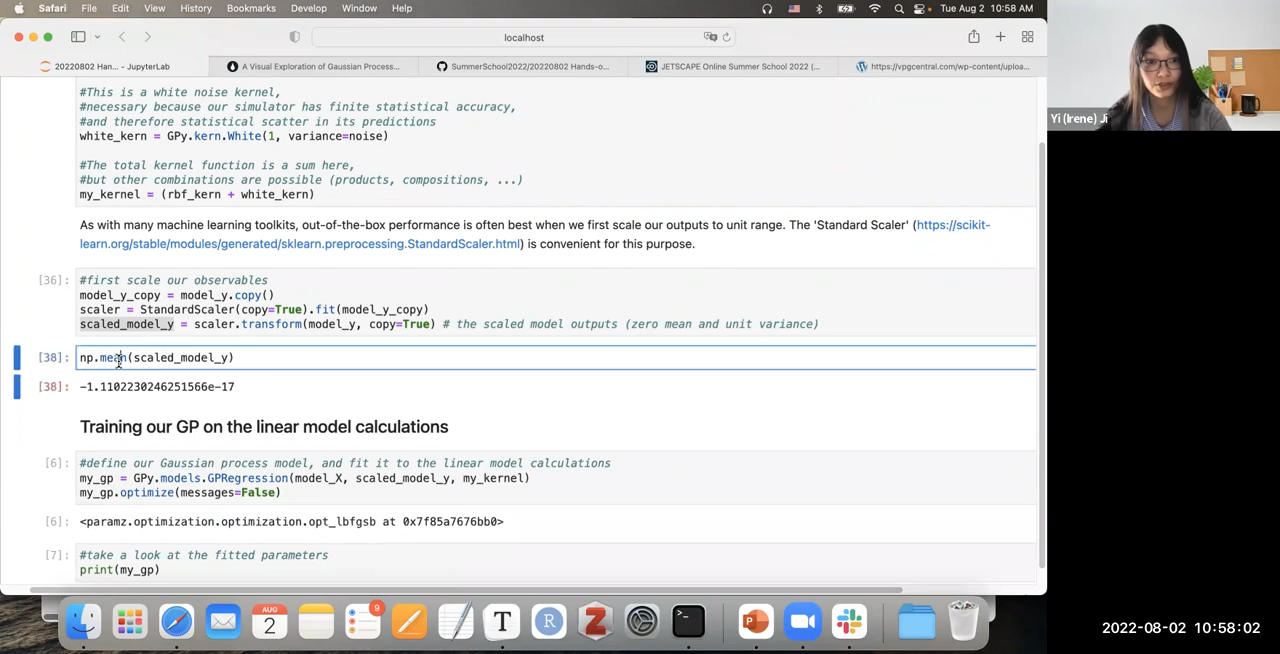 Safari File Edit View History Bookmarks Develop Window Help Tue Aug 2 10:58 AM
localhost
20220802 Han... - JupyterLab
A Visual Exploration of Gaussian Process...
SummerSchool2022/20220802 Hands-o...
JETSCAPE Online Summer School 2022 (...
https://vpgcentral.com/wp-content/uploa...
#This is a white noise kernel,
#necessary because our simulator has finite statistical accuracy,
#and therefore statistical scatter in its predictions
white_kern = GPy.kern.White(1, variance=noise)
#The total kernel function is a sum here,
#but other combinations are possible (products, compositions, ...)
my_kernel = (rbf_kern + white_kern)
As with many machine learning toolkits, out-of-the-box performance is often best when we first scale our outputs to unit range. The 'Standard Scaler' (https://scikit-
learn.org/stable/modules/generated/sklearn.preprocessing.StandardScaler.html) is convenient for this purpose.
[36]: #first scale our observables
model_y_copy = model_y.copy()
scaler = StandardScaler(copy=True).fit(model_y_copy)
scaled_model_y = scaler.transform(model_y, copy=True) # the scaled model outputs (zero mean and unit variance)
[38]: np.mean(scaled_model_y)
[38]: -1.1102230246251566e-17
Training our GP on the linear model calculations
[6]: #define our Gaussian process model, and fit it to the linear model calculations
my_gp = GPy.models.GPRegression(model_X, scaled_model_y, my_kernel)
my_gp.optimize(messages=False)
[6]: <paramz.optimization.optimization.opt_lbfgsb at 0x7f85a7676bb0>
[7]: #take a look at the fitted parameters
print(my_gp)
Yi (Irene) Ji
AUG
2
9
2022-08-02 10:58:02